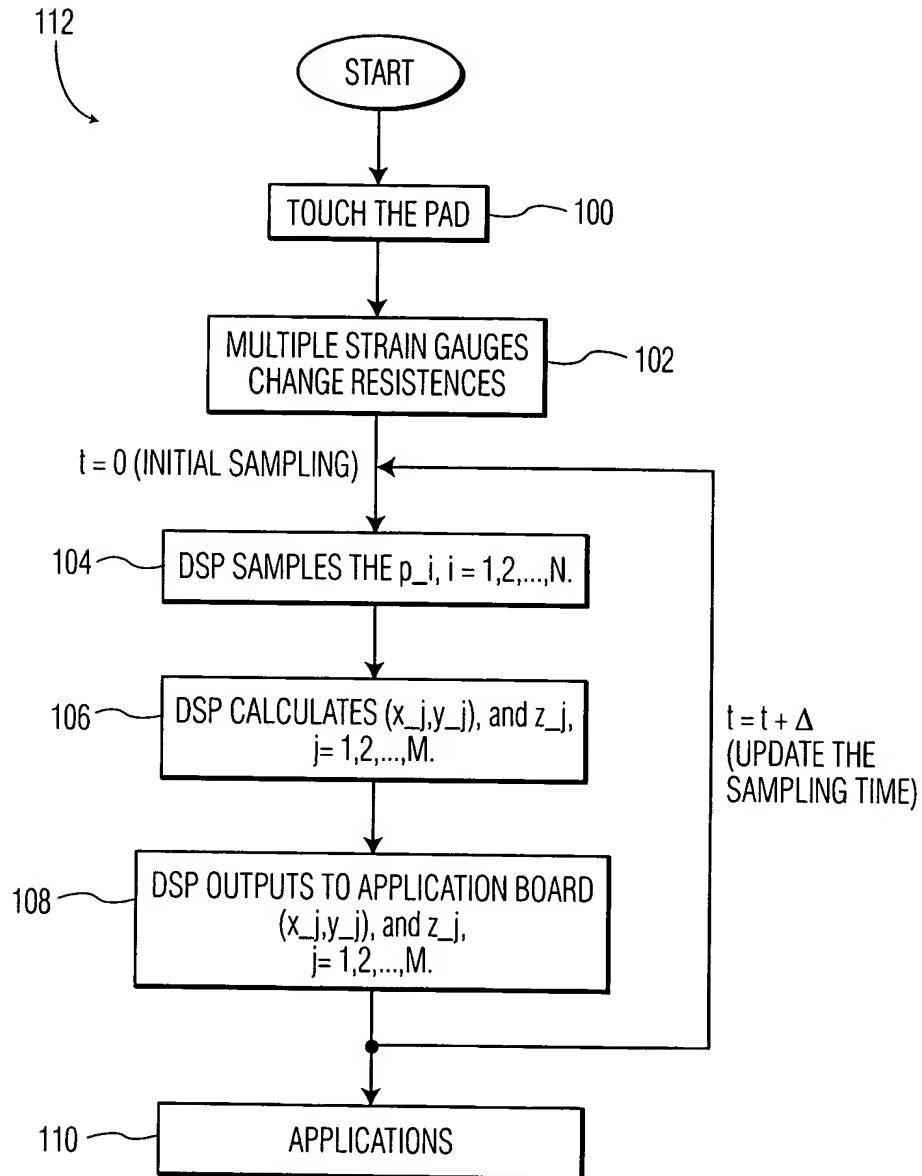 112
START
TOUCH THE PAD
100
MULTIPLE STRAIN GAUGES
CHANGE RESISTENCES
102
t = 0 (INITIAL SAMPLING)
104
DSP SAMPLES THE p_i, i = 1,2,...,N.
106
DSP CALCULATES (x_j,y_j), and z_j,
j= 1,2,...,M.
t = t + Δ
(UPDATE THE
SAMPLING TIME)
108
DSP OUTPUTS TO APPLICATION BOARD
(x_j,y_j), and z_j,
j= 1,2,...,M.
110
APPLICATIONS